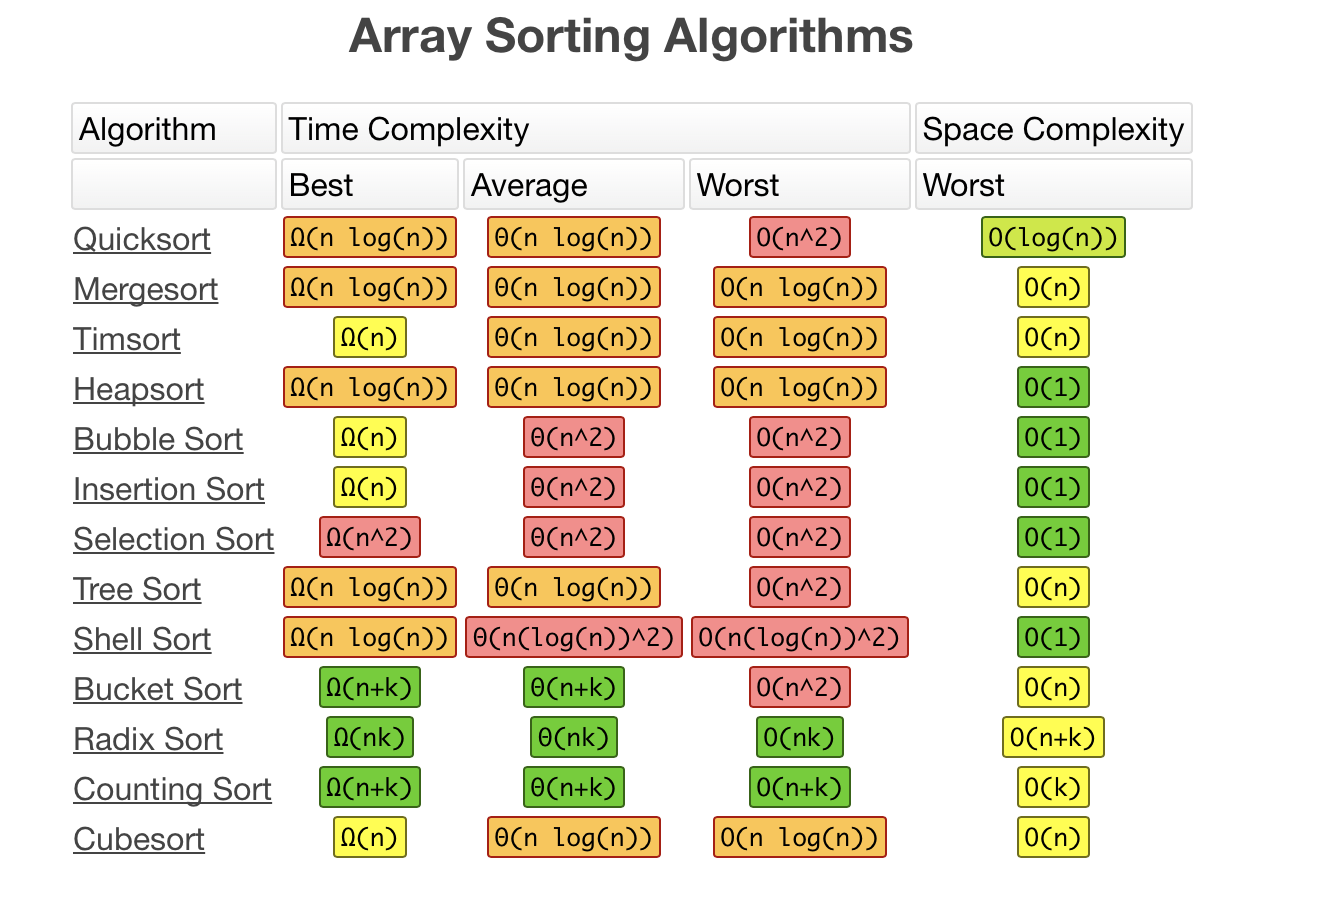 Array Sorting Algorithms
Algorithm Time Complexity Space Complexity
Best Average Worst Worst
Quicksort Ω(n log(n)) Θ(n log(n)) O(n^2) O(log(n))
Mergesort Ω(n log(n)) Θ(n log(n)) O(n log(n)) O(n)
Timsort Ω(n) Θ(n log(n)) O(n log(n)) O(n)
Heapsort Ω(n log(n)) Θ(n log(n)) O(n log(n)) O(1)
Bubble Sort Ω(n) Θ(n^2) O(n^2) O(1)
Insertion Sort Ω(n) Θ(n^2) O(n^2) O(1)
Selection Sort Ω(n^2) Θ(n^2) O(n^2) O(1)
Tree Sort Ω(n log(n)) Θ(n log(n)) O(n^2) O(n)
Shell Sort Ω(n log(n)) Θ(n(log(n))^2) O(n(log(n))^2) O(1)
Bucket Sort Ω(n+k) Θ(n+k) O(n^2) O(n)
Radix Sort Ω(nk) Θ(nk) O(nk) O(n+k)
Counting Sort Ω(n+k) Θ(n+k) O(n+k) O(k)
Cubesort Ω(n) Θ(n log(n)) O(n log(n)) O(n)